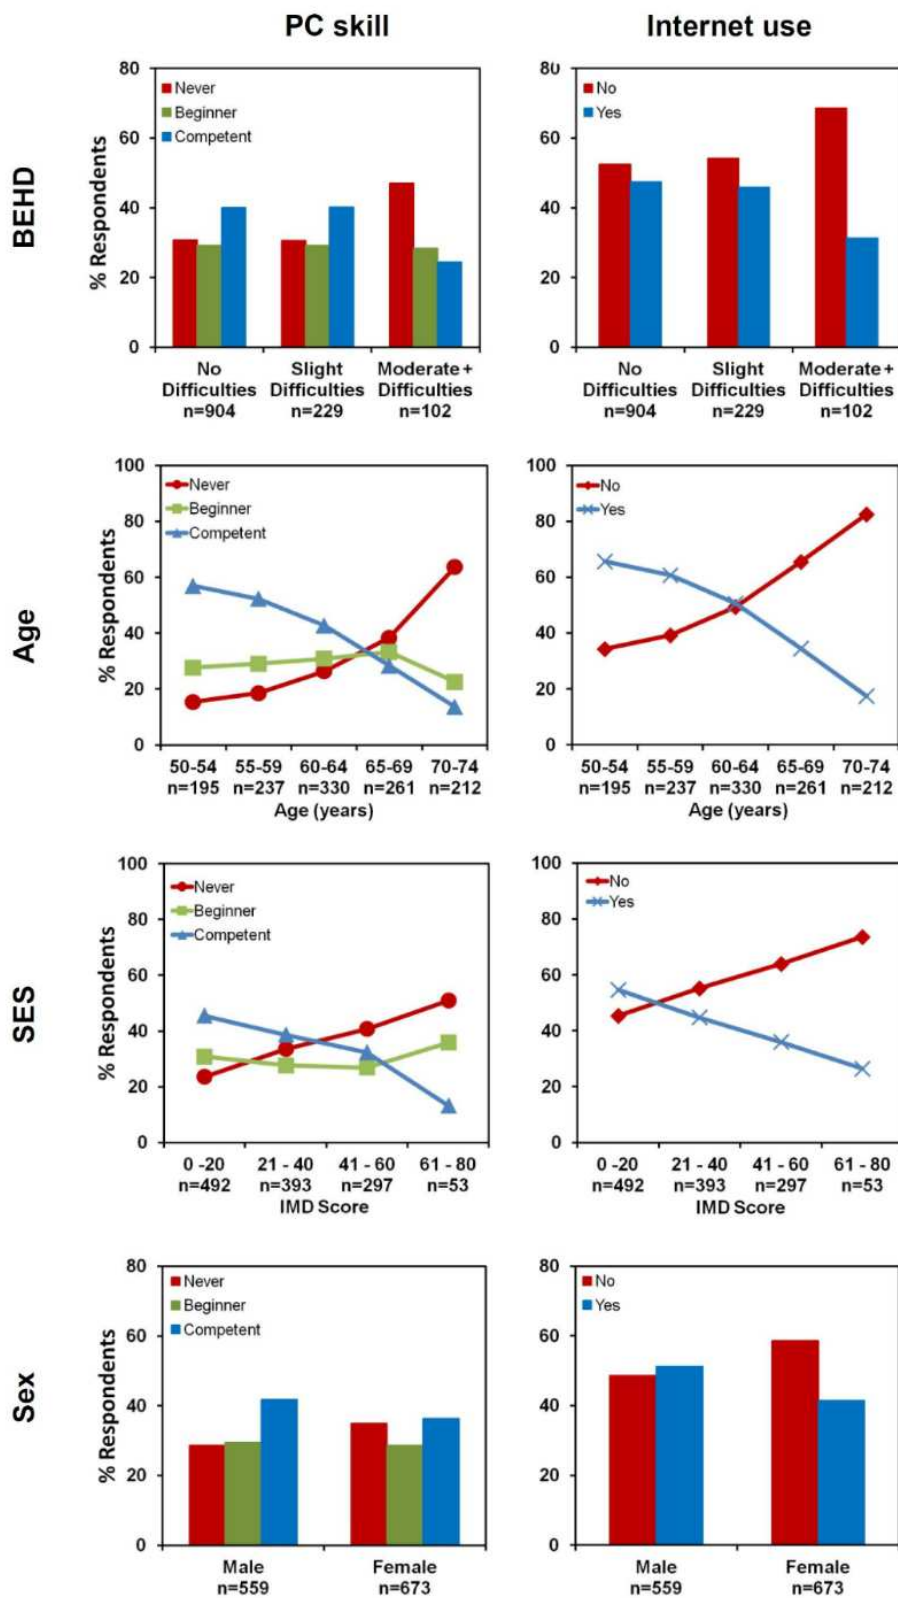 PC skill
Internet use
BEHD
% Respondents
80
60
40
20
0
Never
Beginner
Competent
No Difficulties n=904
Slight Difficulties n=229
Moderate + Difficulties n=102
80
60
40
20
0
No
Yes
No Difficulties n=904
Slight Difficulties n=229
Moderate + Difficulties n=102
Age
% Respondents
100
80
60
40
20
0
Never
Beginner
Competent
50-54 55-59 60-64 65-69 70-74
n=195 n=237 n=330 n=261 n=212
Age (years)
100
80
60
40
20
0
No
Yes
50-54 55-59 60-64 65-69 70-74
n=195 n=237 n=330 n=261 n=212
Age (years)
SES
% Respondents
100
80
60
40
20
0
Never
Beginner
Competent
0 -20 21 - 40 41 - 60 61 - 80
n=492 n=393 n=297 n=53
IMD Score
100
80
60
40
20
0
No
Yes
0 -20 21 - 40 41 - 60 61 - 80
n=492 n=393 n=297 n=53
IMD Score
Sex
% Respondents
80
60
40
20
0
Never
Beginner
Competent
Male Female
n=559 n=673
80
60
40
20
0
No
Yes
Male Female
n=559 n=673